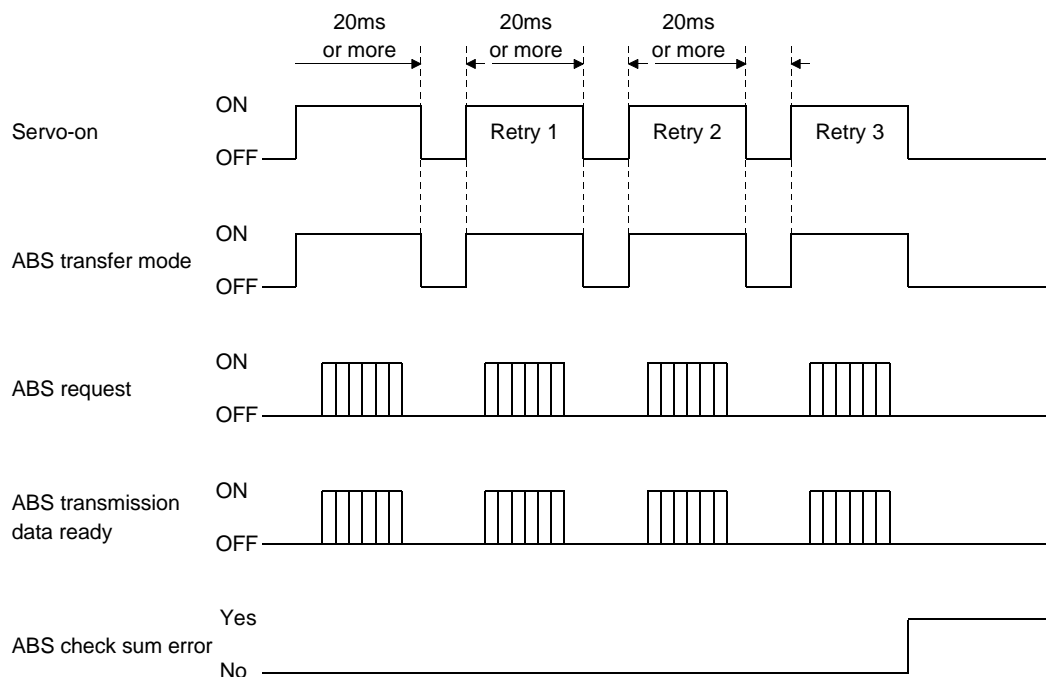 20ms
or more
20ms
or more
20ms
or more
Servo-on
ON
OFF
Retry 1
Retry 2
Retry 3
ABS transfer mode
ON
OFF
ABS request
ON
OFF
ABS transmission
data ready
ON
OFF
ABS check sum error
Yes
No